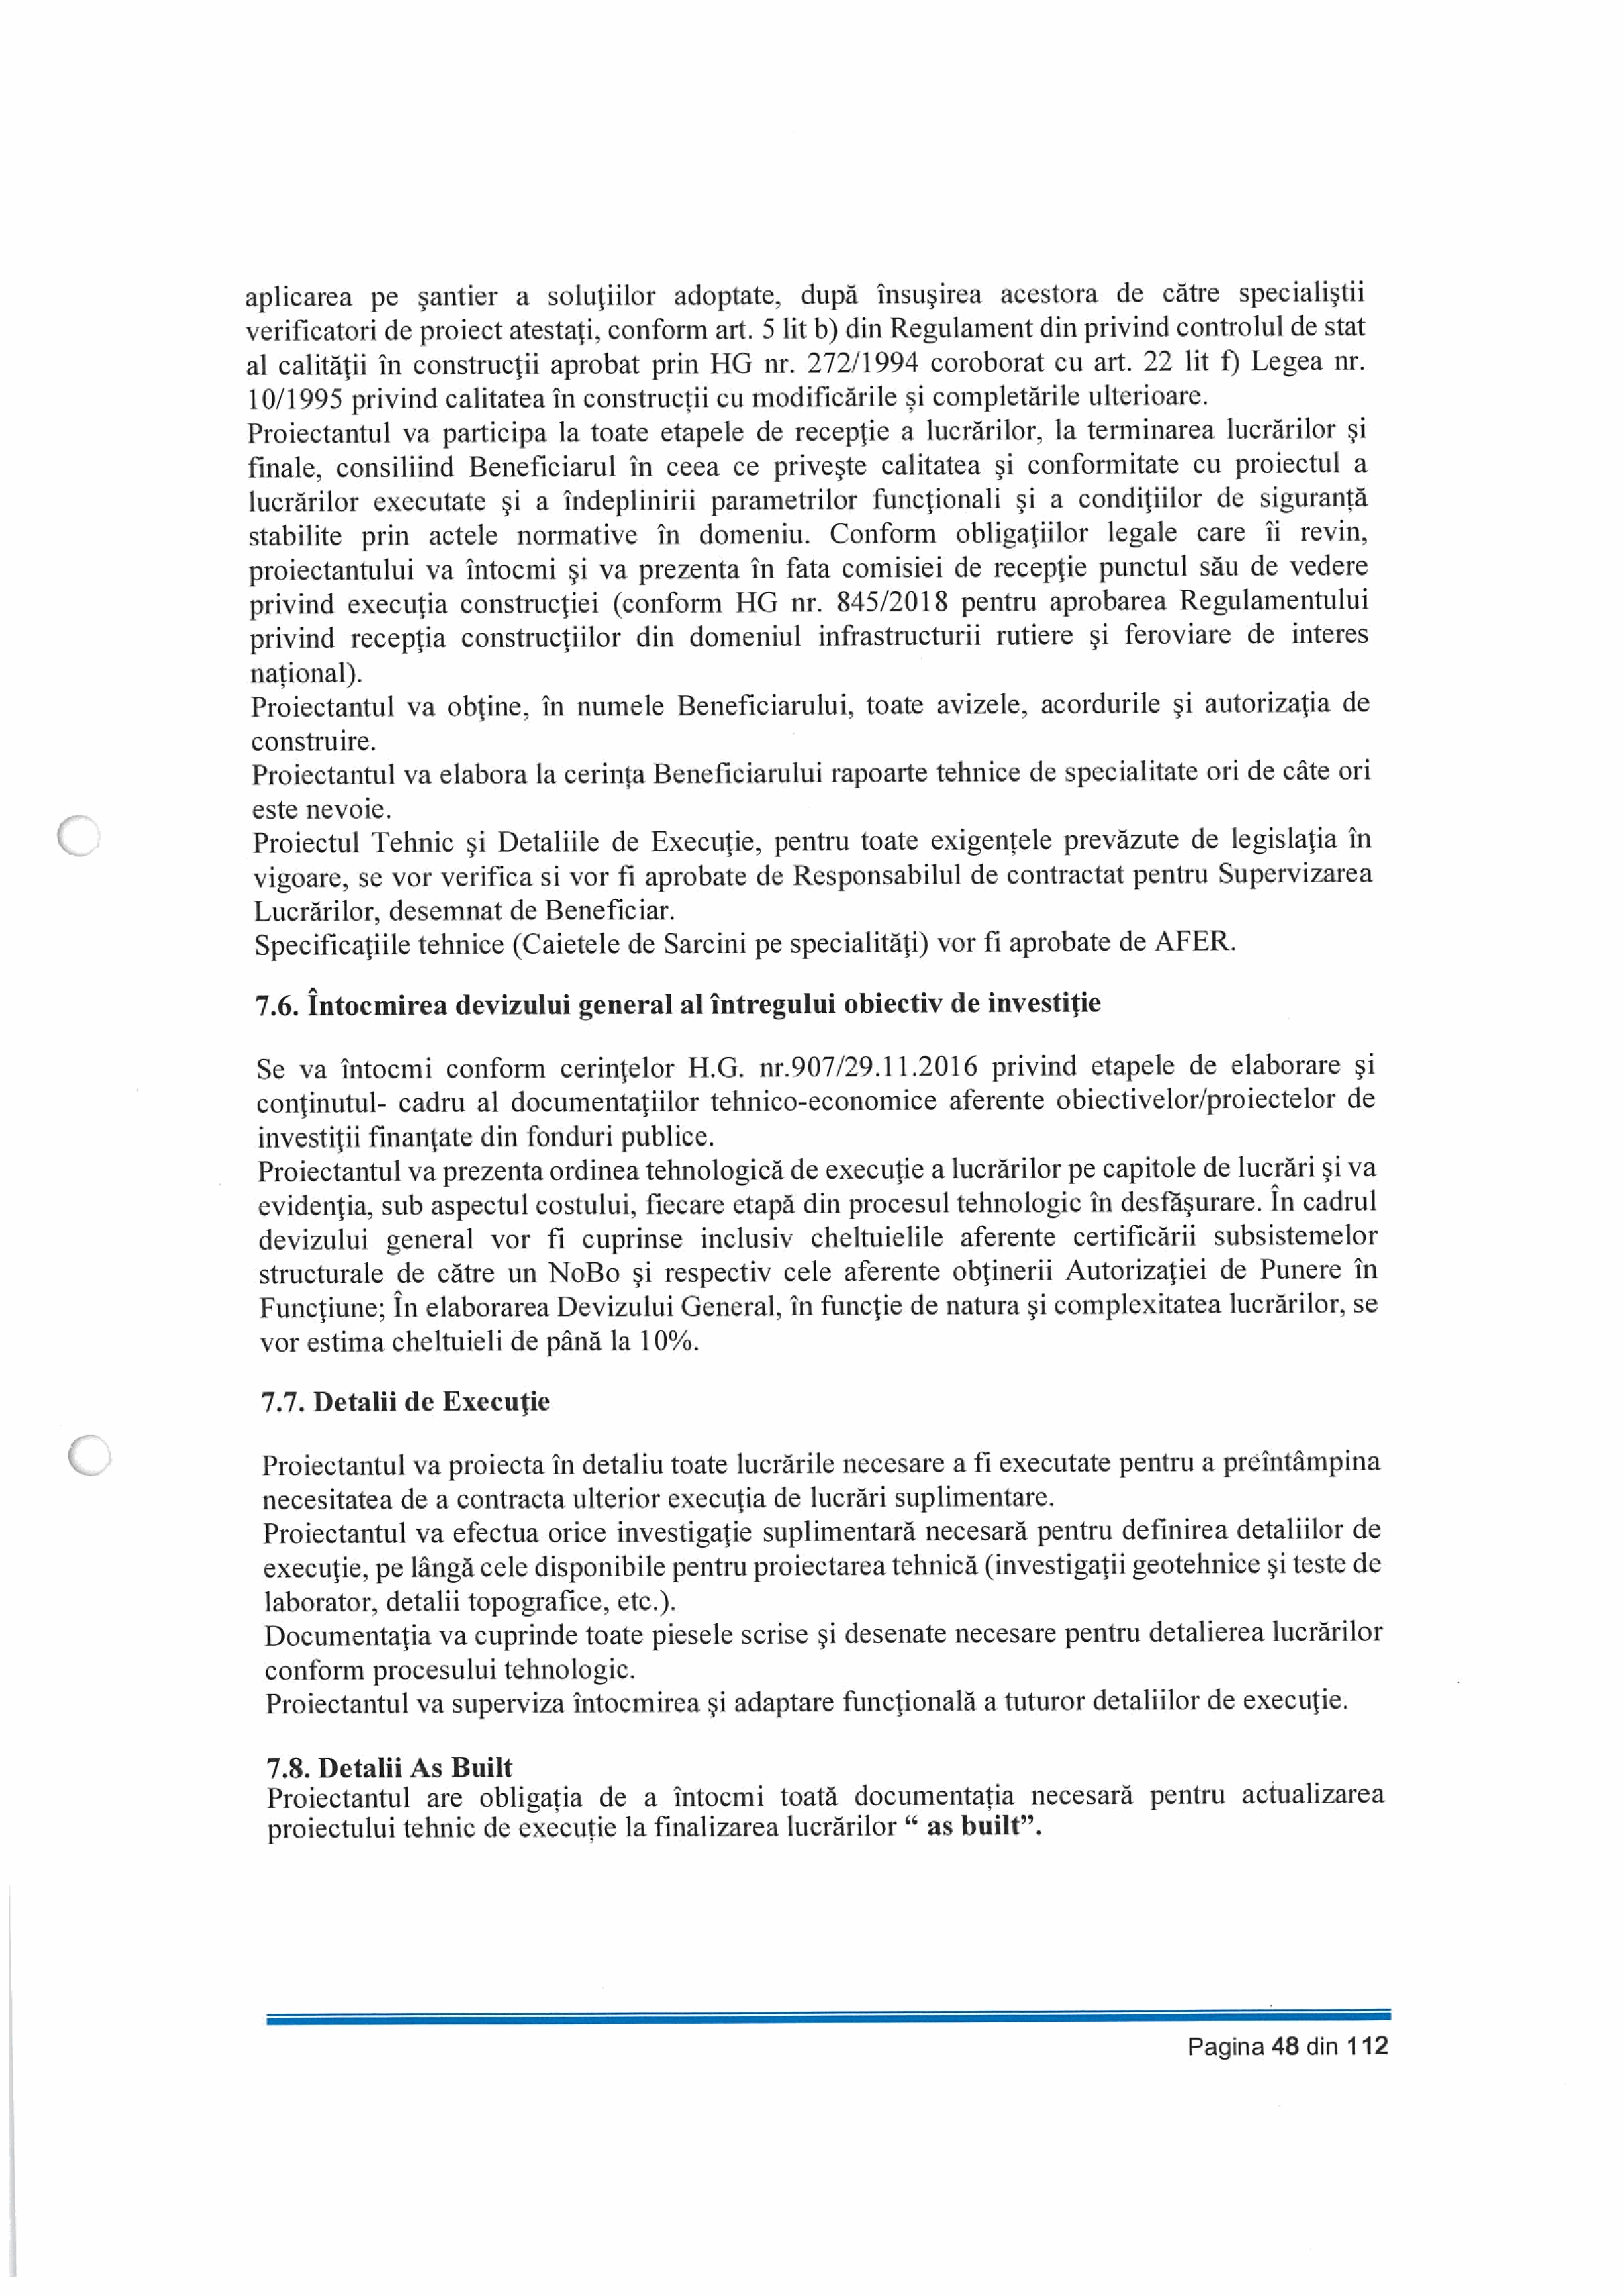 aplicarea pe şantier a soluţiilor adoptate, după însuşirea acestora de către specialiştii
verificatori de proiect atestaţi, conform art. 5 lit b) din Regulament din privind controlul de stat
al calităţii în construcţii aprobat prin HG nr. 272/1994 coroborat cu art. 22 lit f) Legea nr.
10/1995 privind calitatea în construcții cu modificările și completările ulterioare.
Proiectantul va participa la toate etapele de recepţie a lucrărilor, la terminarea lucrărilor şi
finale, consiliind Beneficiarul în ceea ce priveşte calitatea şi conformitate cu proiectul a
lucrărilor executate şi a îndeplinirii parametrilor funcţionali şi a condiţiilor de siguranță
stabilite prin actele normative în domeniu. Conform obligaţiilor legale care îi revin,
proiectantului va întocmi şi va prezenta în fata comisiei de recepţie punctul său de vedere
privind execuţia construcţiei (conform HG nr. 845/2018 pentru aprobarea Regulamentului
privind recepţia construcţiilor din domeniul infrastructurii rutiere şi feroviare de interes
național).
Proiectantul va obţine, în numele Beneficiarului, toate avizele, acordurile şi autorizaţia de
construire.
Proiectantul va elabora la cerința Beneficiarului rapoarte tehnice de specialitate ori de câte ori
este nevoie.
Proiectul Tehnic şi Detaliile de Execuţie, pentru toate exigențele prevăzute de legislaţia în
vigoare, se vor verifica si vor fi aprobate de Responsabilul de contractat pentru Supervizarea
Lucrărilor, desemnat de Beneficiar.
Specificaţiile tehnice (Caietele de Sarcini pe specialităţi) vor fi aprobate de AFER.
7.6. Întocmirea devizului general al întregului obiectiv de investiţie
Se va întocmi conform cerinţelor H.G. nr.907/29.11.2016 privind etapele de elaborare şi
conţinutul- cadru al documentaţiilor tehnico-economice aferente obiectivelor/proiectelor de
investiţii finanţate din fonduri publice.
Proiectantul va prezenta ordinea tehnologică de execuţie a lucrărilor pe capitole de lucrări şi va
evidenţia, sub aspectul costului, fiecare etapă din procesul tehnologic în desfăşurare. În cadrul
devizului general vor fi cuprinse inclusiv cheltuielile aferente certificării subsistemelor
structurale de către un NoBo şi respectiv cele aferente obţinerii Autorizaţiei de Punere în
Funcţiune; În elaborarea Devizului General, în funcţie de natura şi complexitatea lucrărilor, se
vor estima cheltuieli de până la 10%.
7.7. Detalii de Execuţie
Proiectantul va proiecta în detaliu toate lucrările necesare a fi executate pentru a preîntâmpina
necesitatea de a contracta ulterior execuţia de lucrări suplimentare.
Proiectantul va efectua orice investigaţie suplimentară necesară pentru definirea detaliilor de
execuţie, pe lângă cele disponibile pentru proiectarea tehnică (investigaţii geotehnice şi teste de
laborator, detalii topografice, etc.).
Documentaţia va cuprinde toate piesele scrise şi desenate necesare pentru detalierea lucrărilor
conform procesului tehnologic.
Proiectantul va superviza întocmirea şi adaptare funcţională a tuturor detaliilor de execuţie.
7.8. Detalii As Built
Proiectantul are obligația de a întocmi toată documentația necesară pentru actualizarea
proiectului tehnic de execuție la finalizarea lucrărilor “ as built”.
Pagina 48 din 112